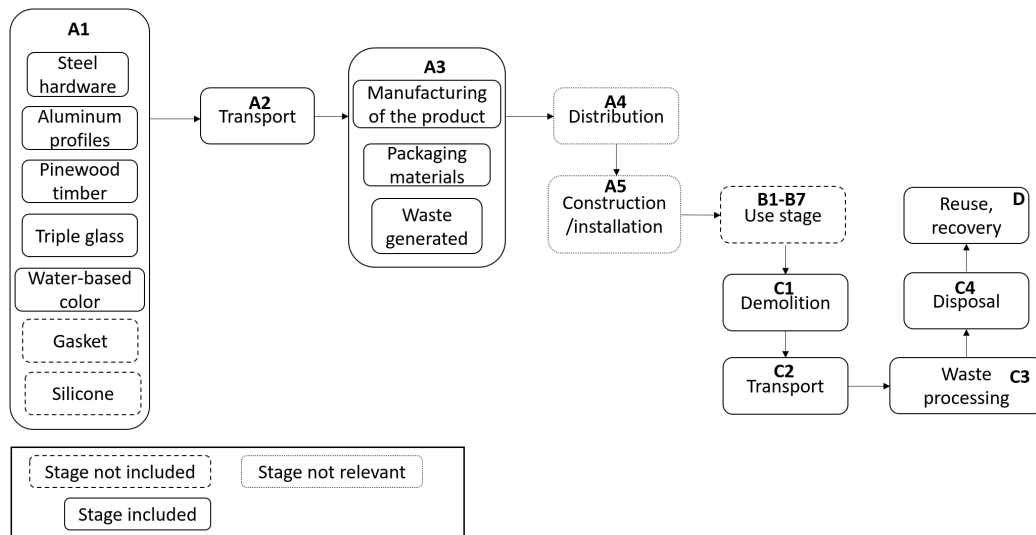 A1
Steel
hardware
Aluminum
profiles
Pinewood
timber
Triple glass
Water-based
color
Gasket
Silicone
A2
Transport
A3
Manufacturing
of the product
Packaging
materials
Waste
generated
A4
Distribution
A5
Construction
/installation
B1-B7
Use stage
C1
Demolition
C2
Transport
Waste C3
processing
C4
Disposal
Reuse, D
recovery
Stage not included
Stage not relevant
Stage included